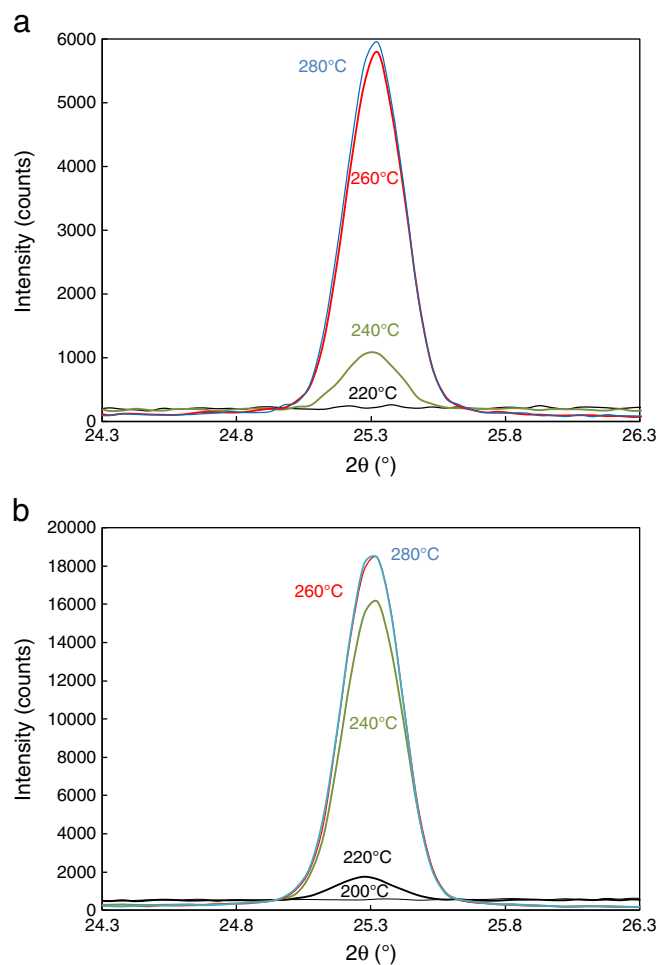 a
6000
280°C
5000
Intensity (counts)
4000
260°C
3000
2000
240°C
1000
220°C
0
24.3 24.8 25.3 25.8 26.3
2θ (°)
b
20000
280°C
18000
260°C
16000
14000
Intensity (counts)
12000
10000
240°C
8000
6000
4000
220°C
2000
200°C
0
24.3 24.8 25.3 25.8 26.3
2θ (°)